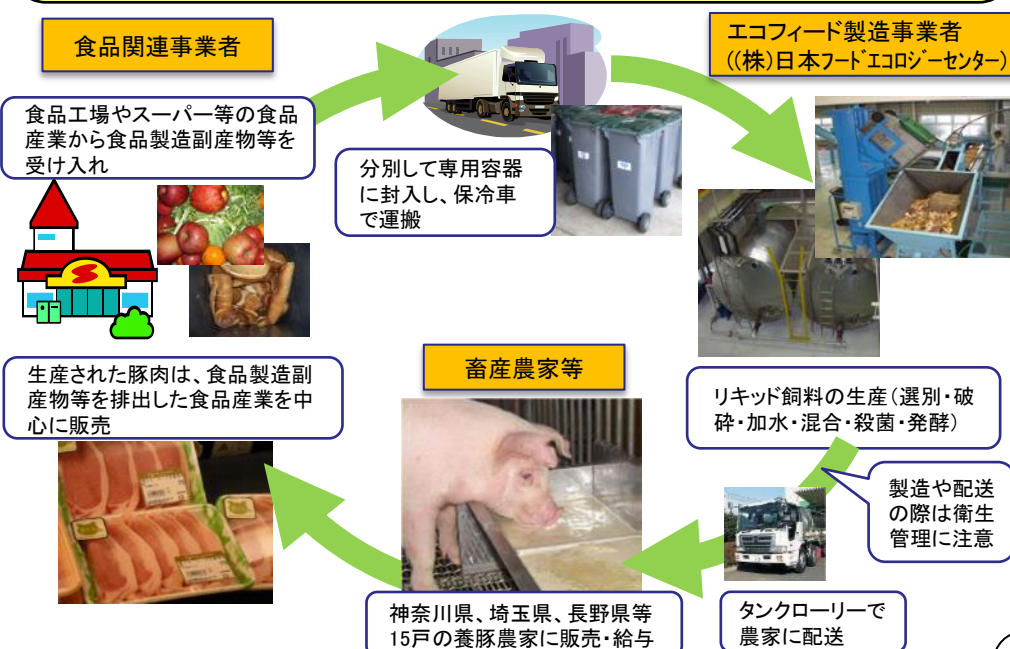 食品関連事業者
食品工場やスーパー等の食品
産業から食品製造副産物等を
受け入れ
分別して専用容器
に封入し、保冷車
で運搬
エコフィード製造事業者
((株)日本フードエコロジーセンター)
リキッド飼料の生産(選別・破
砕・加水・混合・殺菌・発酵)
製造や配送
の際は衛生
管理に注意
タンクローリーで
農家に配送
畜産農家等
神奈川県、埼玉県、長野県等
15戸の養豚農家に販売・給与
生産された豚肉は、食品製造副
産物等を排出した食品産業を中
心に販売